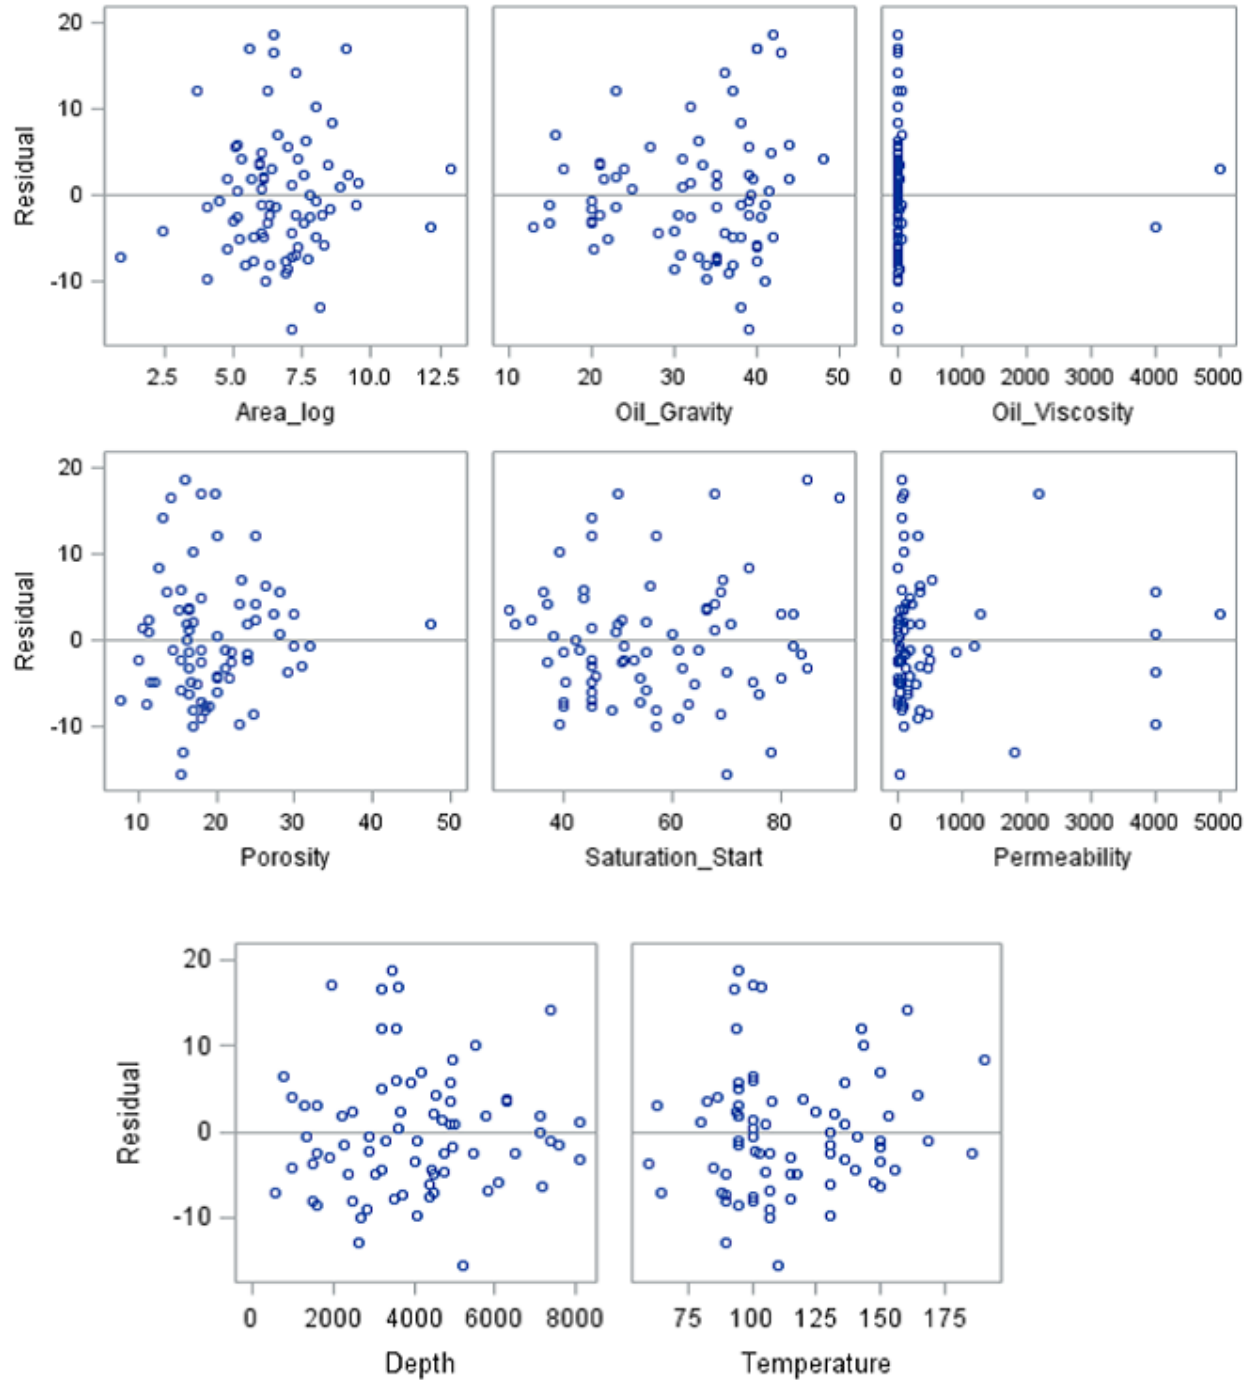 20
10
0
-10
Residual
2.5 5.0 7.5 10.0 12.5
Area_log
10 20 30 40 50
Oil_Gravity
0 1000 2000 3000 4000 5000
Oil_Viscosity
20
10
0
-10
Residual
10 20 30 40 50
Porosity
40 60 80
Saturation_Start
0 1000 2000 3000 4000 5000
Permeability
20
10
0
-10
Residual
0 2000 4000 6000 8000
Depth
75 100 125 150 175
Temperature